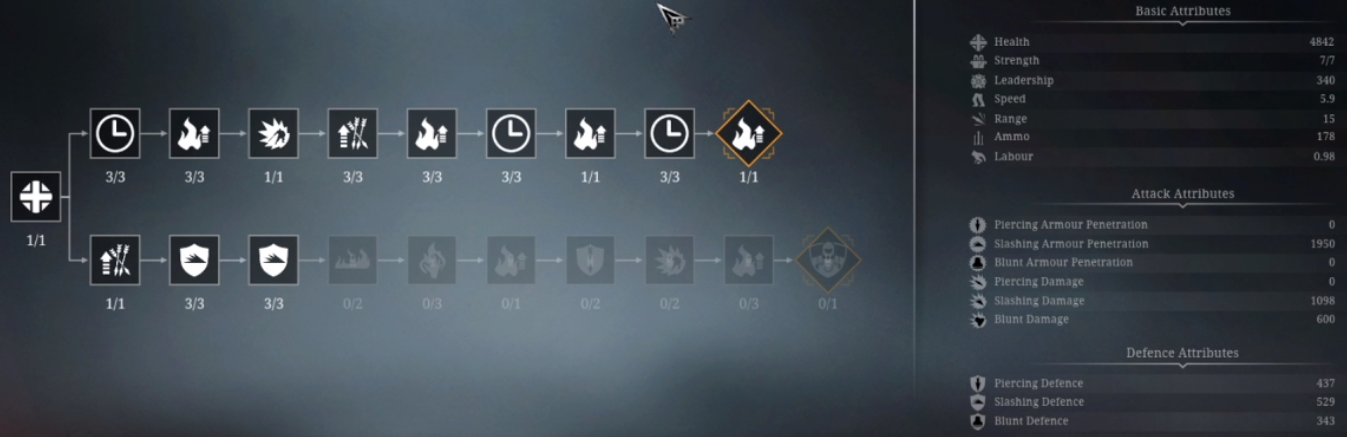 3/3 3/3 1/1 3/3 3/3 3/3 1/1 3/3 1/1
1/1
1/1 3/3 3/3 0/2 0/3 0/1 0/2 0/2 0/3 0/1
Basic Attributes
Health 4842
Strength 7/7
Leadership 340
Speed 5.9
Range 15
Ammo 178
Labour 0.98
Attack Attributes
Piercing Armour Penetration 0
Slashing Armour Penetration 1950
Blunt Armour Penetration 0
Piercing Damage 0
Slashing Damage 1098
Blunt Damage 600
Defence Attributes
Piercing Defence 437
Slashing Defence 529
Blunt Defence 343